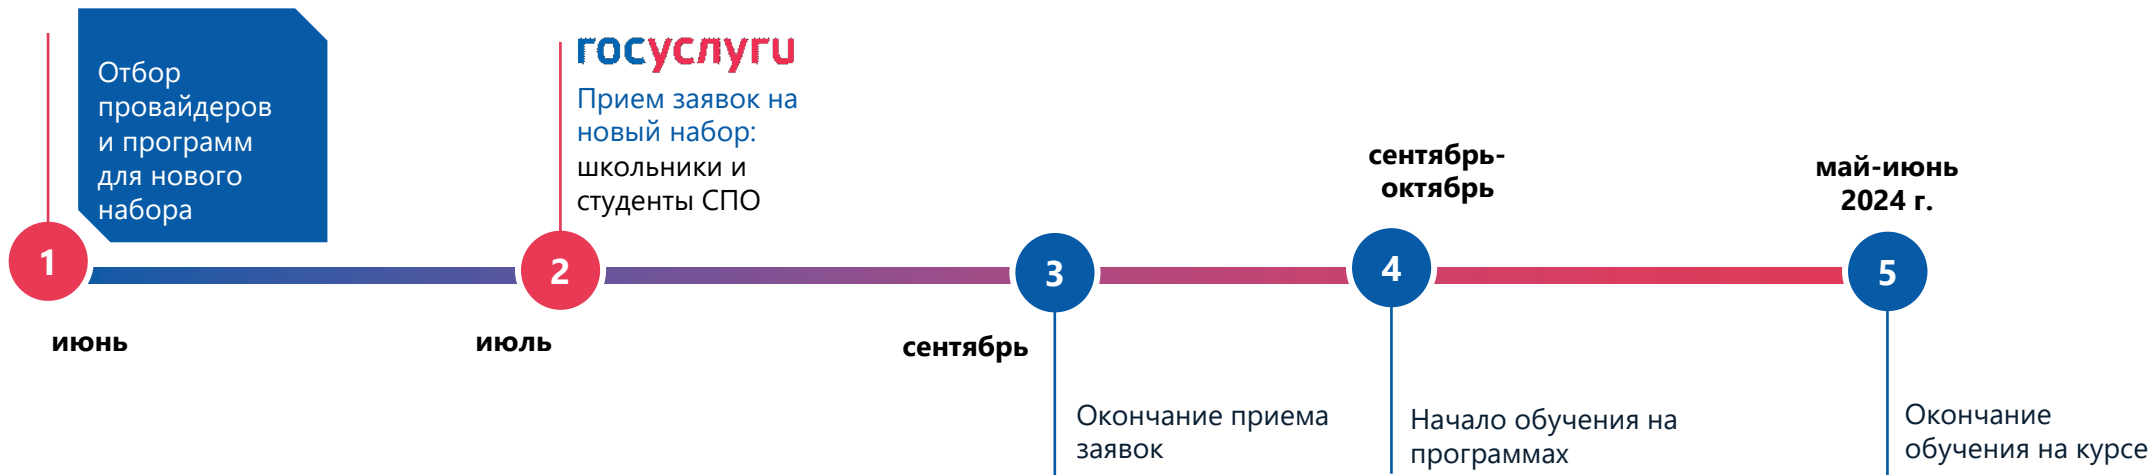 Отбор
провайдеров
и программ
для нового
набора
1
июнь
госуслуги
Прием заявок на
новый набор:
школьники и
студенты СПО
2
июль
3
сентябрь
Окончание приема
заявок
сентябрь-
октябрь
4
Начало обучения на
программах
май-июнь
2024 г.
5
Окончание
обучения на курсе